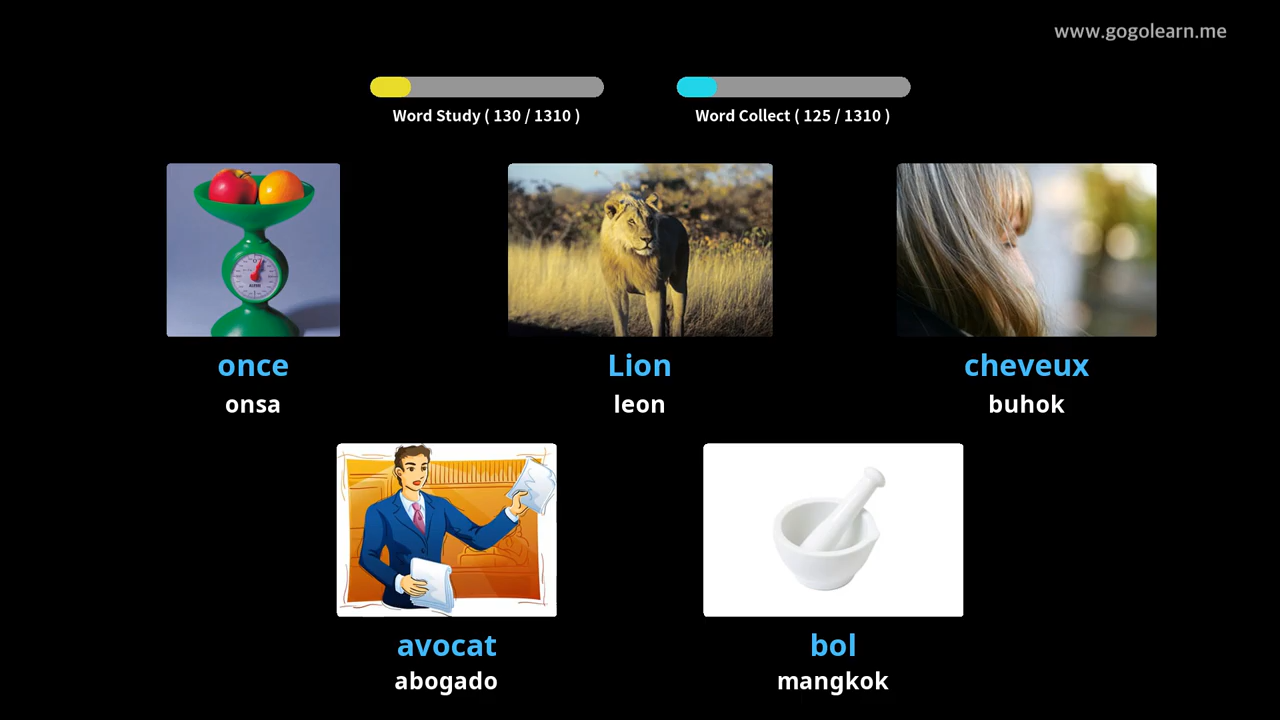 www.gogolearn.me
Word Study ( 130 / 1310 )
Word Collect ( 125 / 1310 )
once
onsa
Lion
leon
cheveux
buhok
avocat
abogado
bol
mangkok